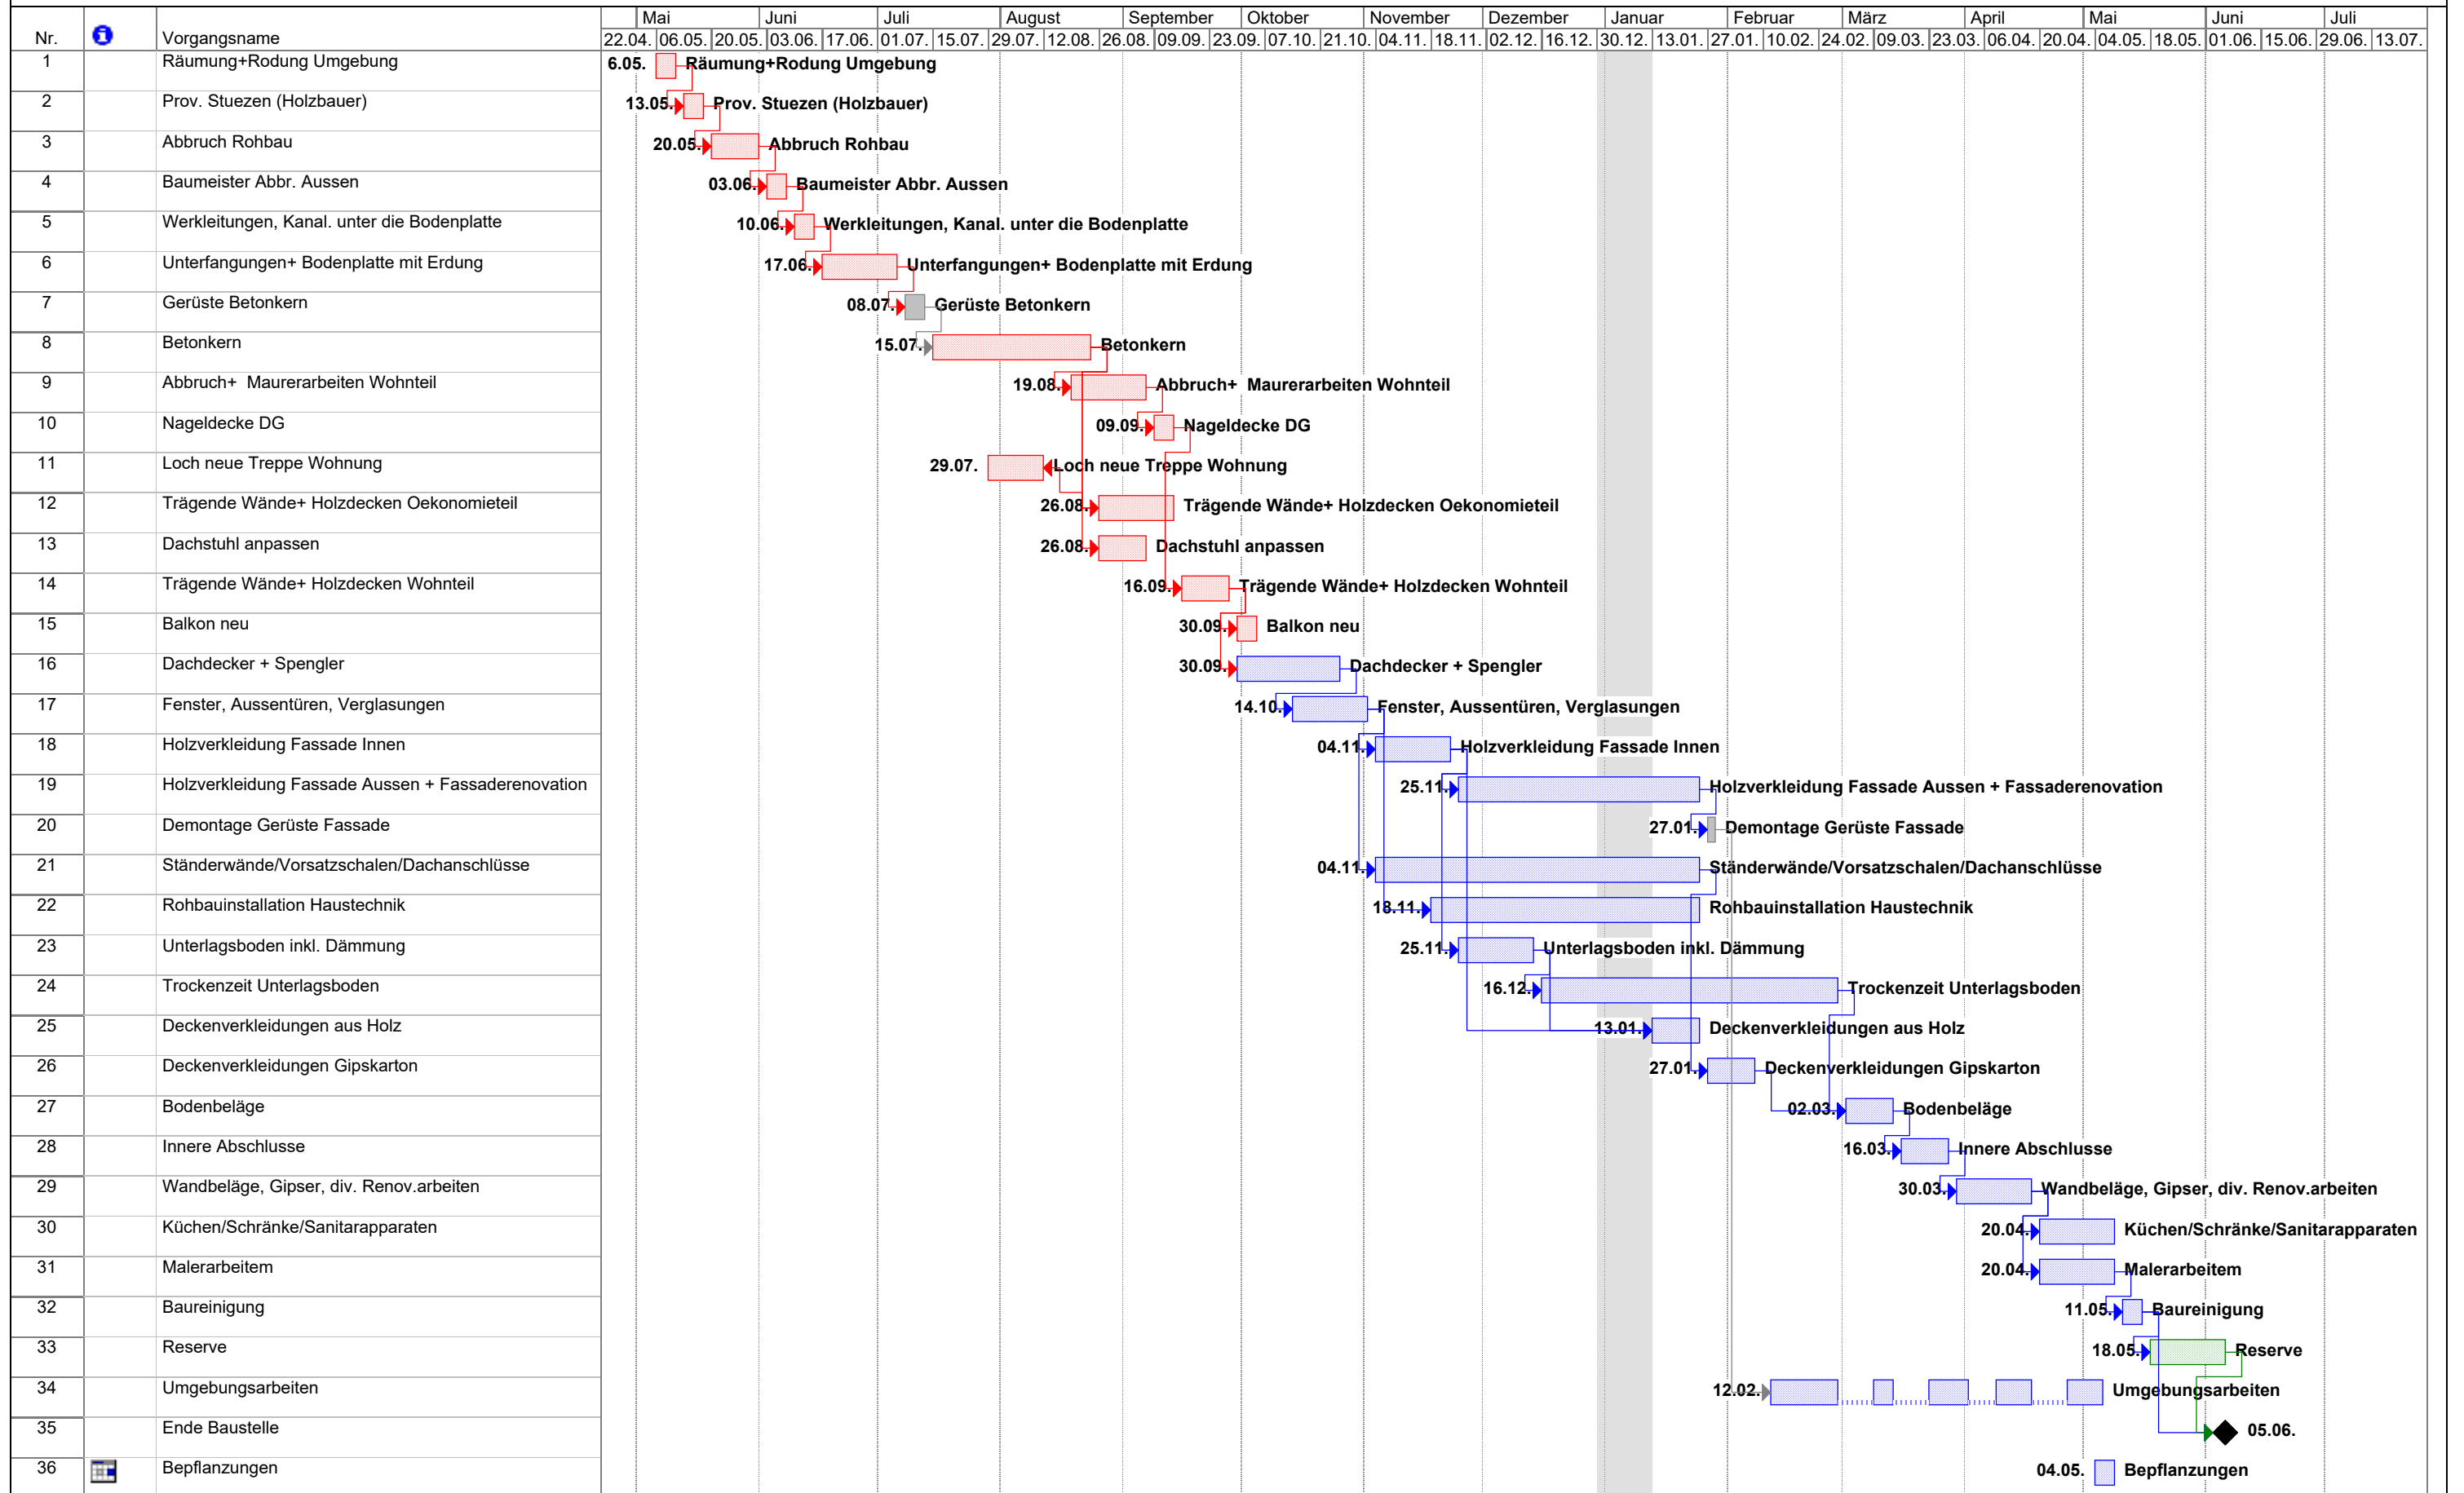 Mai Juni Juli August September Oktober November Dezember Januar Februar März April Mai Juni Juli
Nr. Vorgangsname 22.04. 06.05. 20.05. 03.06. 17.06. 01.07. 15.07. 29.07. 12.08. 26.08. 09.09. 23.09. 07.10. 21.10. 04.11. 18.11. 02.12. 16.12. 30.12. 13.01. 27.01. 10.02. 24.02. 09.03. 23.03. 06.04. 20.04. 04.05. 18.05. 01.06. 15.06. 29.06. 13.07.
1 Räumung+Rodung Umgebung 6.05. Räumung+Rodung Umgebung
2 Prov. Stuezen (Holzbauer) 13.05. Prov. Stuezen (Holzbauer)
3 Abbruch Rohbau 20.05. Abbruch Rohbau
4 Baumeister Abbr. Aussen 03.06. Baumeister Abbr. Aussen
5 Werkleitungen, Kanal. unter die Bodenplatte 10.06. Werkleitungen, Kanal. unter die Bodenplatte
6 Unterfangungen+ Bodenplatte mit Erdung 17.06. Unterfangungen+ Bodenplatte mit Erdung
7 Gerüste Betonkern 08.07. Gerüste Betonkern
8 Betonkern 15.07. Betonkern
9 Abbruch+ Maurerarbeiten Wohnteil 19.08. Abbruch+ Maurerarbeiten Wohnteil
10 Nageldecke DG 09.09. Nageldecke DG
11 Loch neue Treppe Wohnung 29.07. Loch neue Treppe Wohnung
12 Trägende Wände+ Holzdecken Oekonomieteil 26.08. Trägende Wände+ Holzdecken Oekonomieteil
13 Dachstuhl anpassen 26.08. Dachstuhl anpassen
14 Trägende Wände+ Holzdecken Wohnteil 16.09. Trägende Wände+ Holzdecken Wohnteil
15 Balkon neu 30.09. Balkon neu
16 Dachdecker + Spengler 30.09. Dachdecker + Spengler
17 Fenster, Aussentüren, Verglasungen 14.10. Fenster, Aussentüren, Verglasungen
18 Holzverkleidung Fassade Innen 04.11. Holzverkleidung Fassade Innen
19 Holzverkleidung Fassade Aussen + Fassaderenovation 25.11. Holzverkleidung Fassade Aussen + Fassaderenovation
20 Demontage Gerüste Fassade 27.01. Demontage Gerüste Fassade
21 Ständerwände/Vorsatzschalen/Dachanschlüsse 04.11. Ständerwände/Vorsatzschalen/Dachanschlüsse
22 Rohbauinstallation Haustechnik 18.11. Rohbauinstallation Haustechnik
23 Unterlagsboden inkl. Dämmung 25.11. Unterlagsboden inkl. Dämmung
24 Trockenzeit Unterlagsboden 16.12. Trockenzeit Unterlagsboden
25 Deckenverkleidungen aus Holz 13.01. Deckenverkleidungen aus Holz
26 Deckenverkleidungen Gipskarton 27.01. Deckenverkleidungen Gipskarton
27 Bodenbeläge 02.03. Bodenbeläge
28 Innere Abschlusse 16.03. Innere Abschlusse
29 Wandbeläge, Gipser, div. Renov.arbeiten 30.03. Wandbeläge, Gipser, div. Renov.arbeiten
30 Küchen/Schränke/Sanitarapparaten 20.04. Küchen/Schränke/Sanitarapparaten
31 Malerarbeitem 20.04. Malerarbeitem
32 Baureinigung 11.05. Baureinigung
33 Reserve 18.05. Reserve
34 Umgebungsarbeiten 12.02. Umgebungsarbeiten
35 Ende Baustelle 05.06.
36 Bepflanzungen 04.05. Bepflanzungen